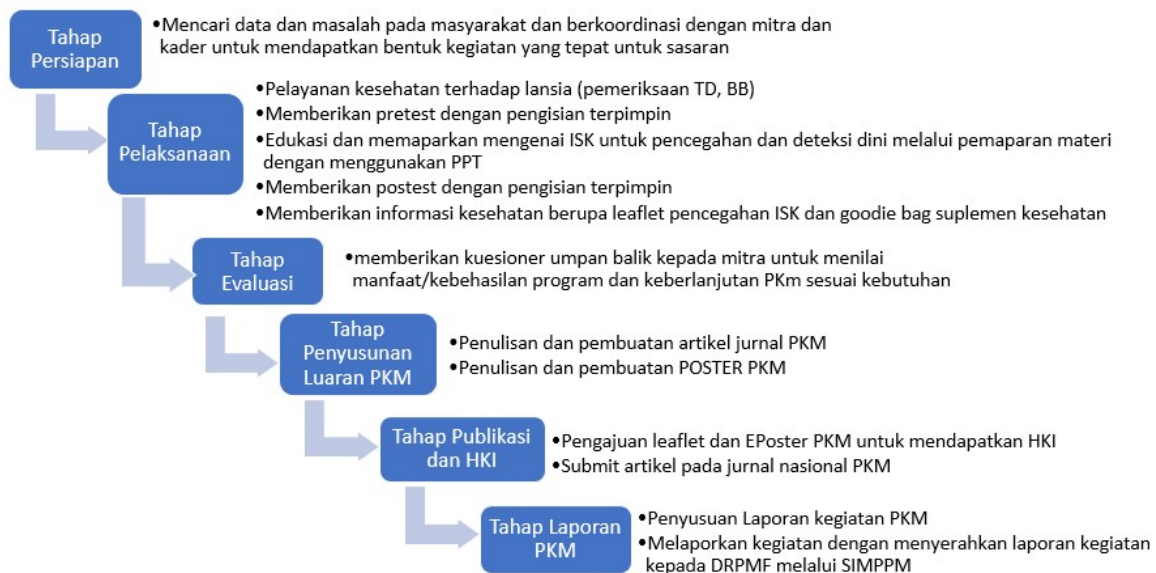 Tahap
Persiapan
•Mencari data dan masalah pada masyarakat dan berkoordinasi dengan mitra dan
kader untuk mendapatkan bentuk kegiatan yang tepat untuk sasaran
Tahap
Pelaksanaan
•Pelayanan kesehatan terhadap lansia (pemeriksaan TD, BB)
•Memberikan pretest dengan pengisian terpimpin
•Edukasi dan memaparkan mengenai ISK untuk pencegahan dan deteksi dini melalui pemaparan materi
dengan menggunakan PPT
•Memberikan postest dengan pengisian terpimpin
•Memberikan informasi kesehatan berupa leaflet pencegahan ISK dan goodie bag suplemen kesehatan
Tahap
Evaluasi
•memberikan kuesioner umpan balik kepada mitra untuk menilai
manfaat/kebehasilan program dan keberlanjutan PKm sesuai kebutuhan
Tahap
Penyusunan
Luaran PKM
•Penulisan dan pembuatan artikel jurnal PKM
•Penulisan dan pembuatan POSTER PKM
Tahap Publikasi
dan HKI
•Pengajuan leaflet dan EPoster PKM untuk mendapatkan HKI
•Submit artikel pada jurnal nasional PKM
Tahap Laporan
PKM
•Penyusuan Laporan kegiatan PKM
•Melaporkan kegiatan dengan menyerahkan laporan kegiatan
kepada DRPMF melalui SIMPPM